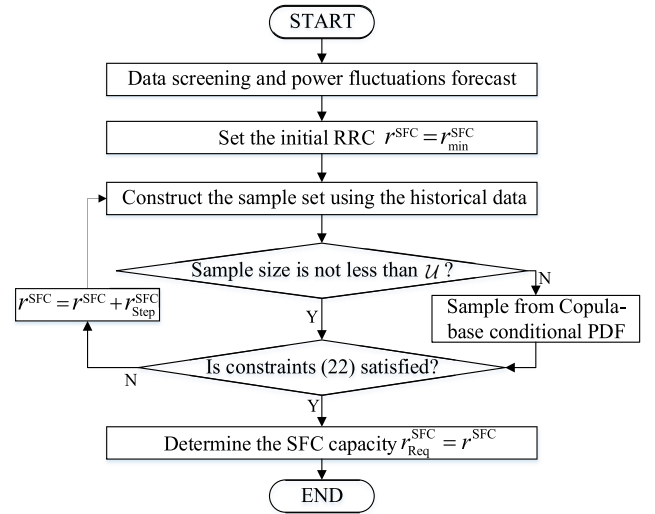 START
Data screening and power fluctuations forecast
Set the initial RRC r^SFC = r_min^SFC
Construct the sample set using the historical data
Sample size is not less than 𝒰 ?
N
Y
Sample from Copula-
base conditional PDF
r^SFC = r^SFC + r_Step^SFC
Is constraints (22) satisfied?
N
Y
Determine the SFC capacity r_Req^SFC = r^SFC
END